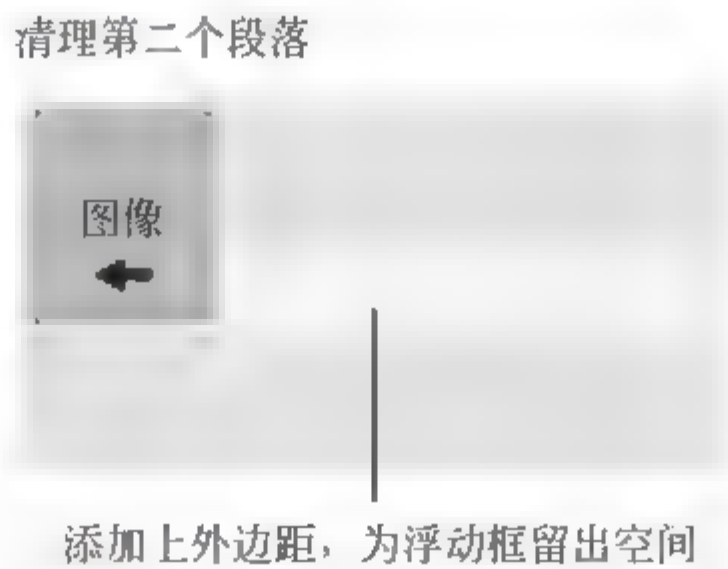 清理第二个段落
图像
添加上外边距，为浮动框留出空间